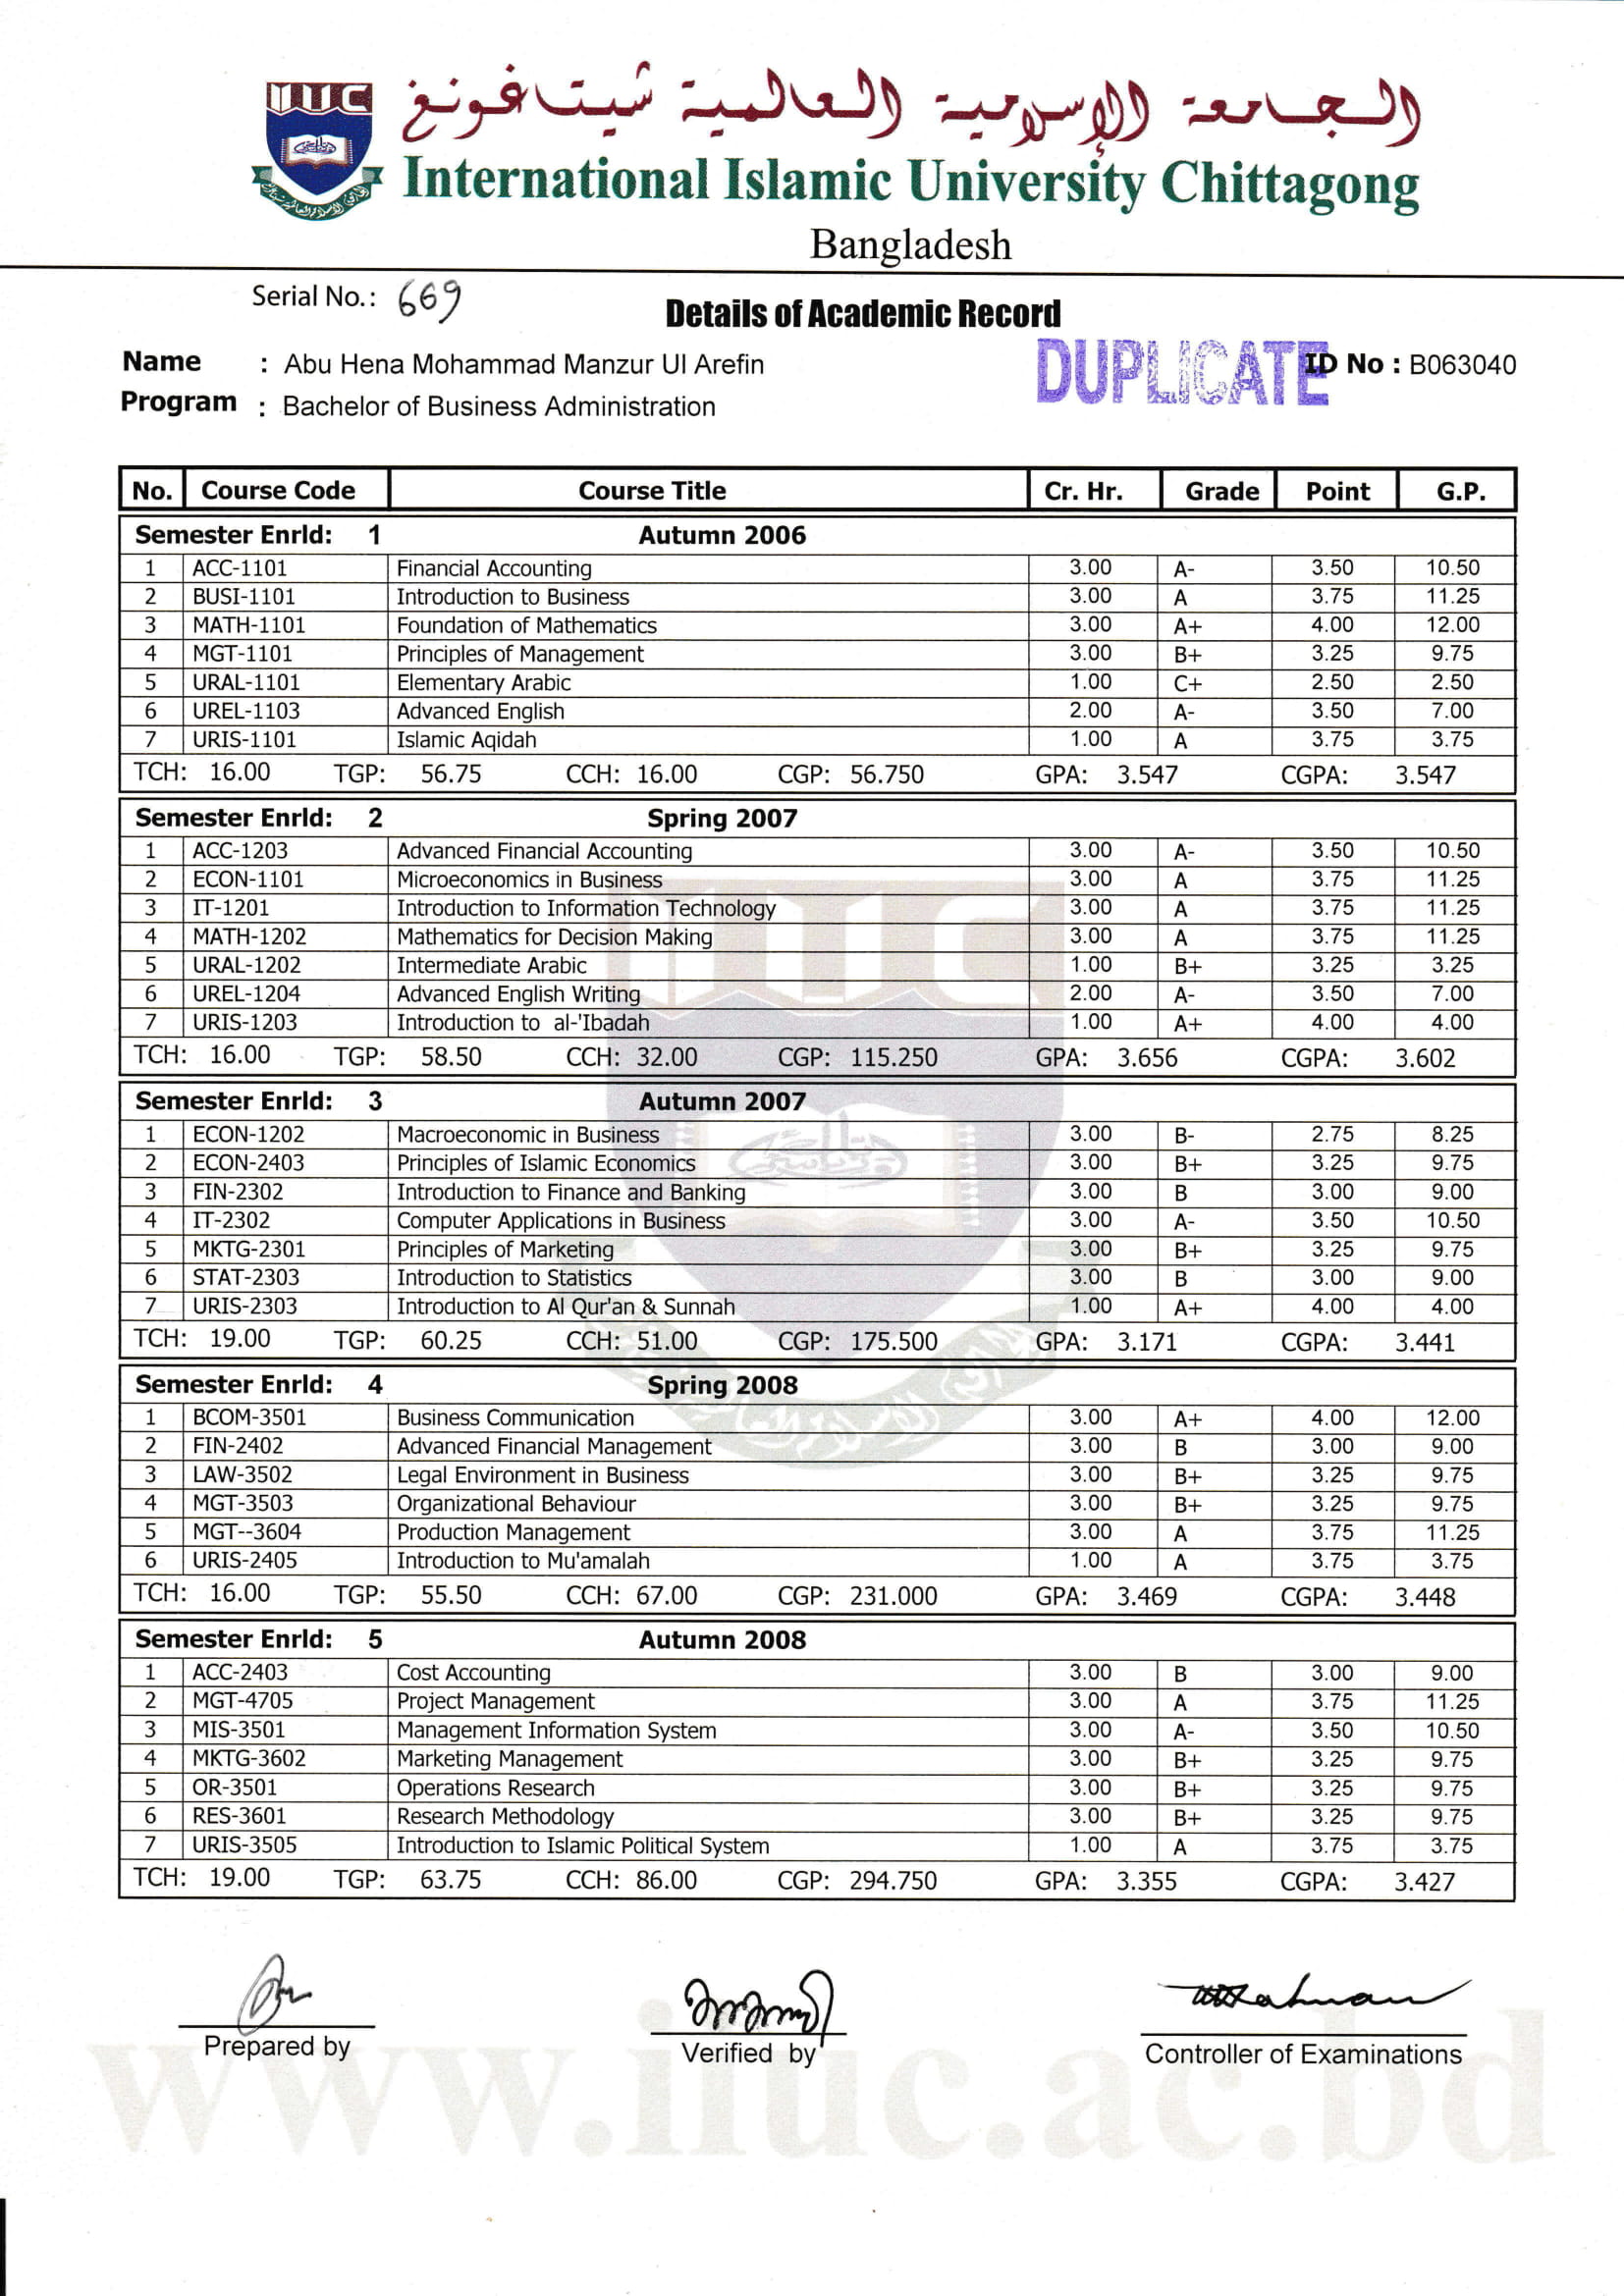 IIUC
الجامعة الإسلامية العالمية شيتاغونغ
International Islamic University Chittagong
Bangladesh
Serial No.: 669
Details of Academic Record
DUPLICATE
Name : Abu Hena Mohammad Manzur Ul Arefin
ID No : B063040
Program : Bachelor of Business Administration
No. Course Code Course Title Cr. Hr. Grade Point G.P.
Semester Enrld: 1 Autumn 2006
1 ACC-1101 Financial Accounting 3.00 A- 3.50 10.50
2 BUSI-1101 Introduction to Business 3.00 A 3.75 11.25
3 MATH-1101 Foundation of Mathematics 3.00 A+ 4.00 12.00
4 MGT-1101 Principles of Management 3.00 B+ 3.25 9.75
5 URAL-1101 Elementary Arabic 1.00 C+ 2.50 2.50
6 UREL-1103 Advanced English 2.00 A- 3.50 7.00
7 URIS-1101 Islamic Aqidah 1.00 A 3.75 3.75
TCH: 16.00 TGP: 56.75 CCH: 16.00 CGP: 56.750 GPA: 3.547 CGPA: 3.547
Semester Enrld: 2 Spring 2007
1 ACC-1203 Advanced Financial Accounting 3.00 A- 3.50 10.50
2 ECON-1101 Microeconomics in Business 3.00 A 3.75 11.25
3 IT-1201 Introduction to Information Technology 3.00 A 3.75 11.25
4 MATH-1202 Mathematics for Decision Making 3.00 A 3.75 11.25
5 URAL-1202 Intermediate Arabic 1.00 B+ 3.25 3.25
6 UREL-1204 Advanced English Writing 2.00 A- 3.50 7.00
7 URIS-1203 Introduction to al-'Ibadah 1.00 A+ 4.00 4.00
TCH: 16.00 TGP: 58.50 CCH: 32.00 CGP: 115.250 GPA: 3.656 CGPA: 3.602
Semester Enrld: 3 Autumn 2007
1 ECON-1202 Macroeconomic in Business 3.00 B- 2.75 8.25
2 ECON-2403 Principles of Islamic Economics 3.00 B+ 3.25 9.75
3 FIN-2302 Introduction to Finance and Banking 3.00 B 3.00 9.00
4 IT-2302 Computer Applications in Business 3.00 A- 3.50 10.50
5 MKTG-2301 Principles of Marketing 3.00 B+ 3.25 9.75
6 STAT-2303 Introduction to Statistics 3.00 B 3.00 9.00
7 URIS-2303 Introduction to Al Qur'an & Sunnah 1.00 A+ 4.00 4.00
TCH: 19.00 TGP: 60.25 CCH: 51.00 CGP: 175.500 GPA: 3.171 CGPA: 3.441
Semester Enrld: 4 Spring 2008
1 BCOM-3501 Business Communication 3.00 A+ 4.00 12.00
2 FIN-2402 Advanced Financial Management 3.00 B 3.00 9.00
3 LAW-3502 Legal Environment in Business 3.00 B+ 3.25 9.75
4 MGT-3503 Organizational Behaviour 3.00 B+ 3.25 9.75
5 MGT--3604 Production Management 3.00 A 3.75 11.25
6 URIS-2405 Introduction to Mu'amalah 1.00 A 3.75 3.75
TCH: 16.00 TGP: 55.50 CCH: 67.00 CGP: 231.000 GPA: 3.469 CGPA: 3.448
Semester Enrld: 5 Autumn 2008
1 ACC-2403 Cost Accounting 3.00 B 3.00 9.00
2 MGT-4705 Project Management 3.00 A 3.75 11.25
3 MIS-3501 Management Information System 3.00 A- 3.50 10.50
4 MKTG-3602 Marketing Management 3.00 B+ 3.25 9.75
5 OR-3501 Operations Research 3.00 B+ 3.25 9.75
6 RES-3601 Research Methodology 3.00 B+ 3.25 9.75
7 URIS-3505 Introduction to Islamic Political System 1.00 A 3.75 3.75
TCH: 19.00 TGP: 63.75 CCH: 86.00 CGP: 294.750 GPA: 3.355 CGPA: 3.427
Prepared by Verified by Controller of Examinations
www.iiuc.ac.bd